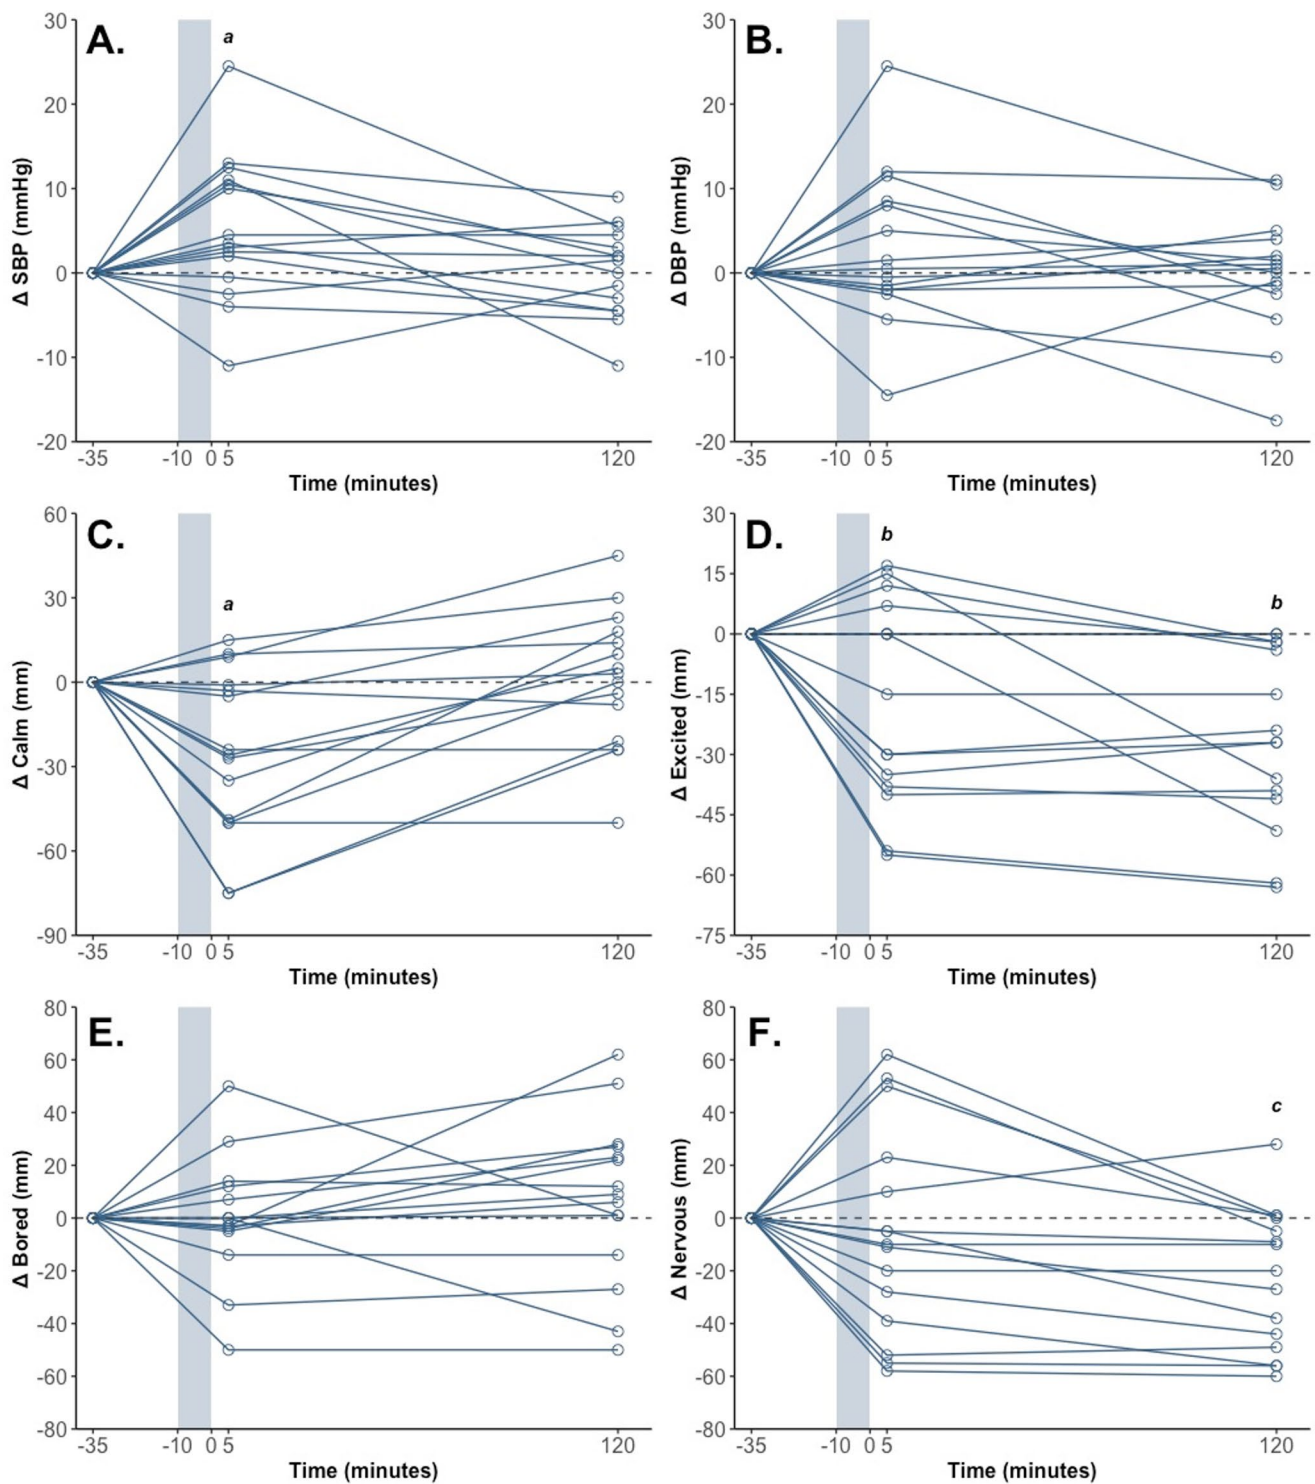 A.
a
Δ SBP (mmHg)
30
20
10
0
-10
-20
-35 -10 0 5 120
Time (minutes)
B.
Δ DBP (mmHg)
30
20
10
0
-10
-20
-35 -10 0 5 120
Time (minutes)
C.
a
Δ Calm (mm)
60
30
0
-30
-60
-90
-35 -10 0 5 120
Time (minutes)
D.
b
b
Δ Excited (mm)
30
15
0
-15
-30
-45
-60
-75
-35 -10 0 5 120
Time (minutes)
E.
Δ Bored (mm)
80
60
40
20
0
-20
-40
-60
-80
-35 -10 0 5 120
Time (minutes)
F.
c
Δ Nervous (mm)
80
60
40
20
0
-20
-40
-60
-80
-35 -10 0 5 120
Time (minutes)